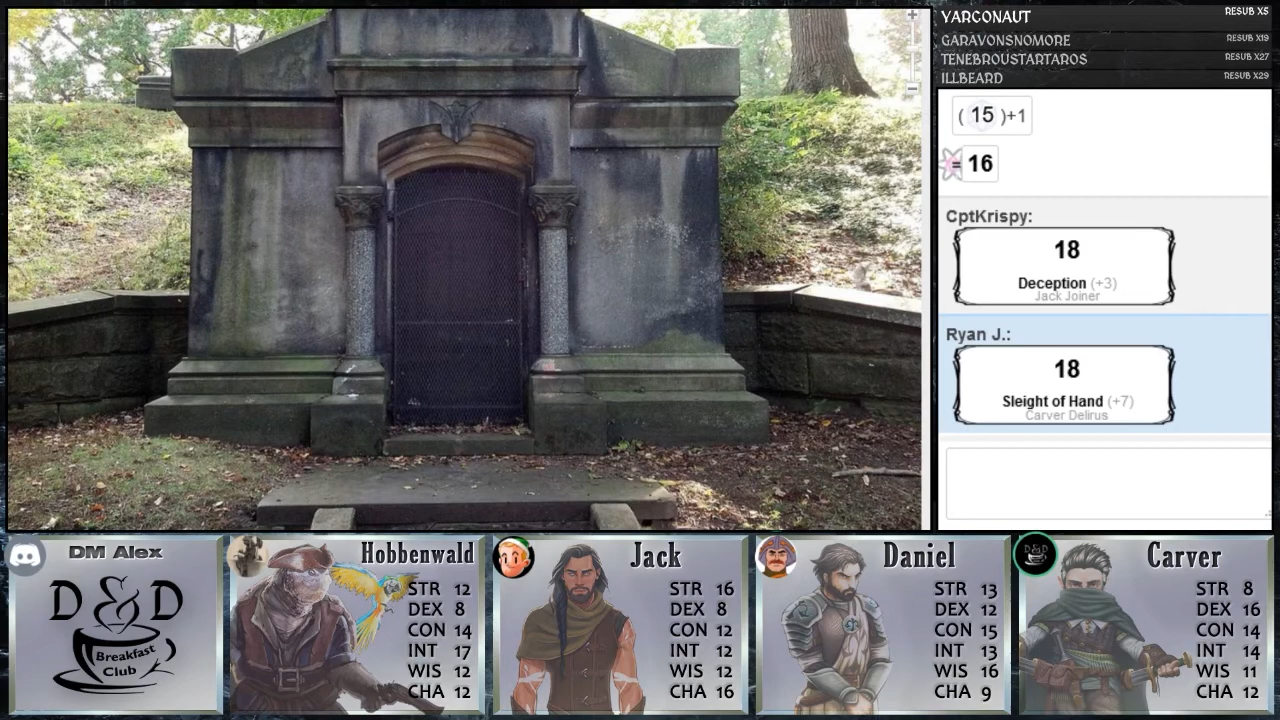 YARCONAUT RESUB X5
GARAVONSNOMORE RESUB X19
TENEBROUSTARTAROS RESUB X27
ILLBEARD RESUB X29
( 15 )+1
= 16
CptKrispy:
18
Deception (+3)
Jack Joiner
Ryan J.:
18
Sleight of Hand (+7)
Carver Delirus
DM Alex
D&D
Breakfast
Club
Hobbenwald
STR 12
DEX 8
CON 14
INT 17
WIS 12
CHA 12
Jack
STR 16
DEX 8
CON 12
INT 12
WIS 12
CHA 16
Daniel
STR 13
DEX 12
CON 15
INT 13
WIS 16
CHA 9
D&D
Carver
STR 8
DEX 16
CON 14
INT 14
WIS 11
CHA 12